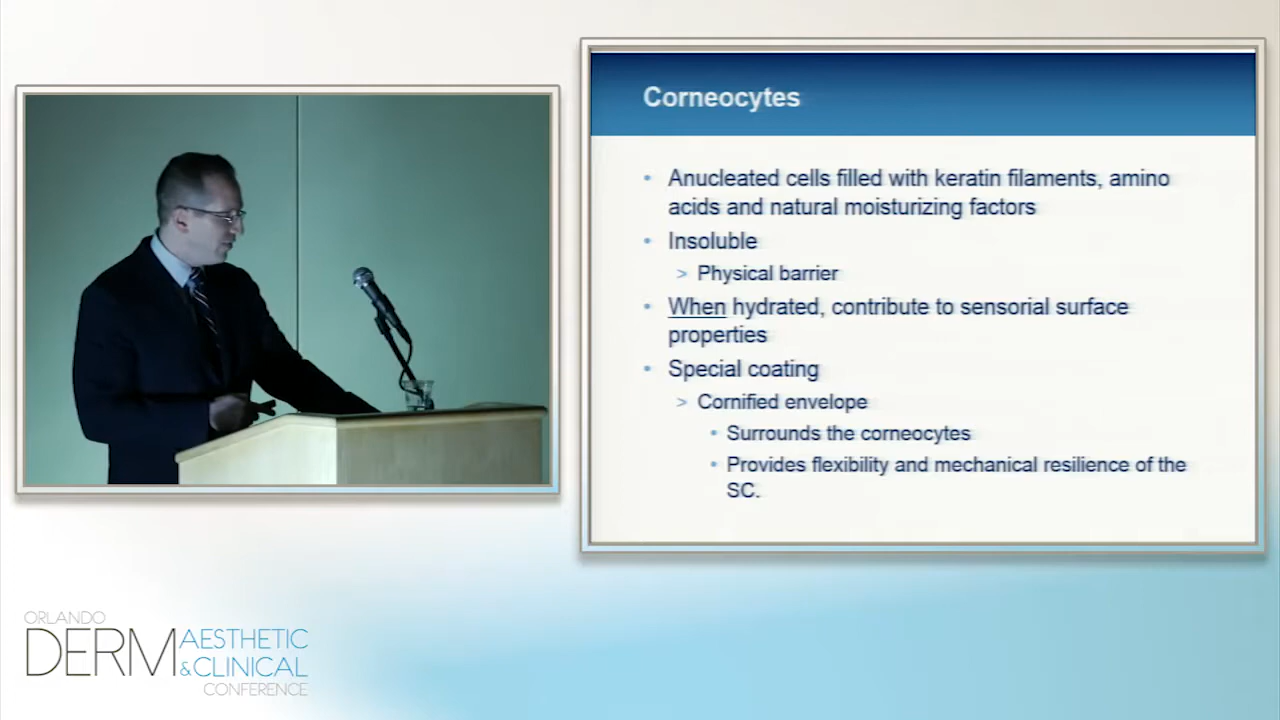 Corneocytes
• Anucleated cells filled with keratin filaments, amino
acids and natural moisturizing factors
• Insoluble
> Physical barrier
• When hydrated, contribute to sensorial surface
properties
• Special coating
> Cornified envelope
• Surrounds the corneocytes
• Provides flexibility and mechanical resilience of the
SC.
ORLANDO
DERM AESTHETIC
& CLINICAL
CONFERENCE